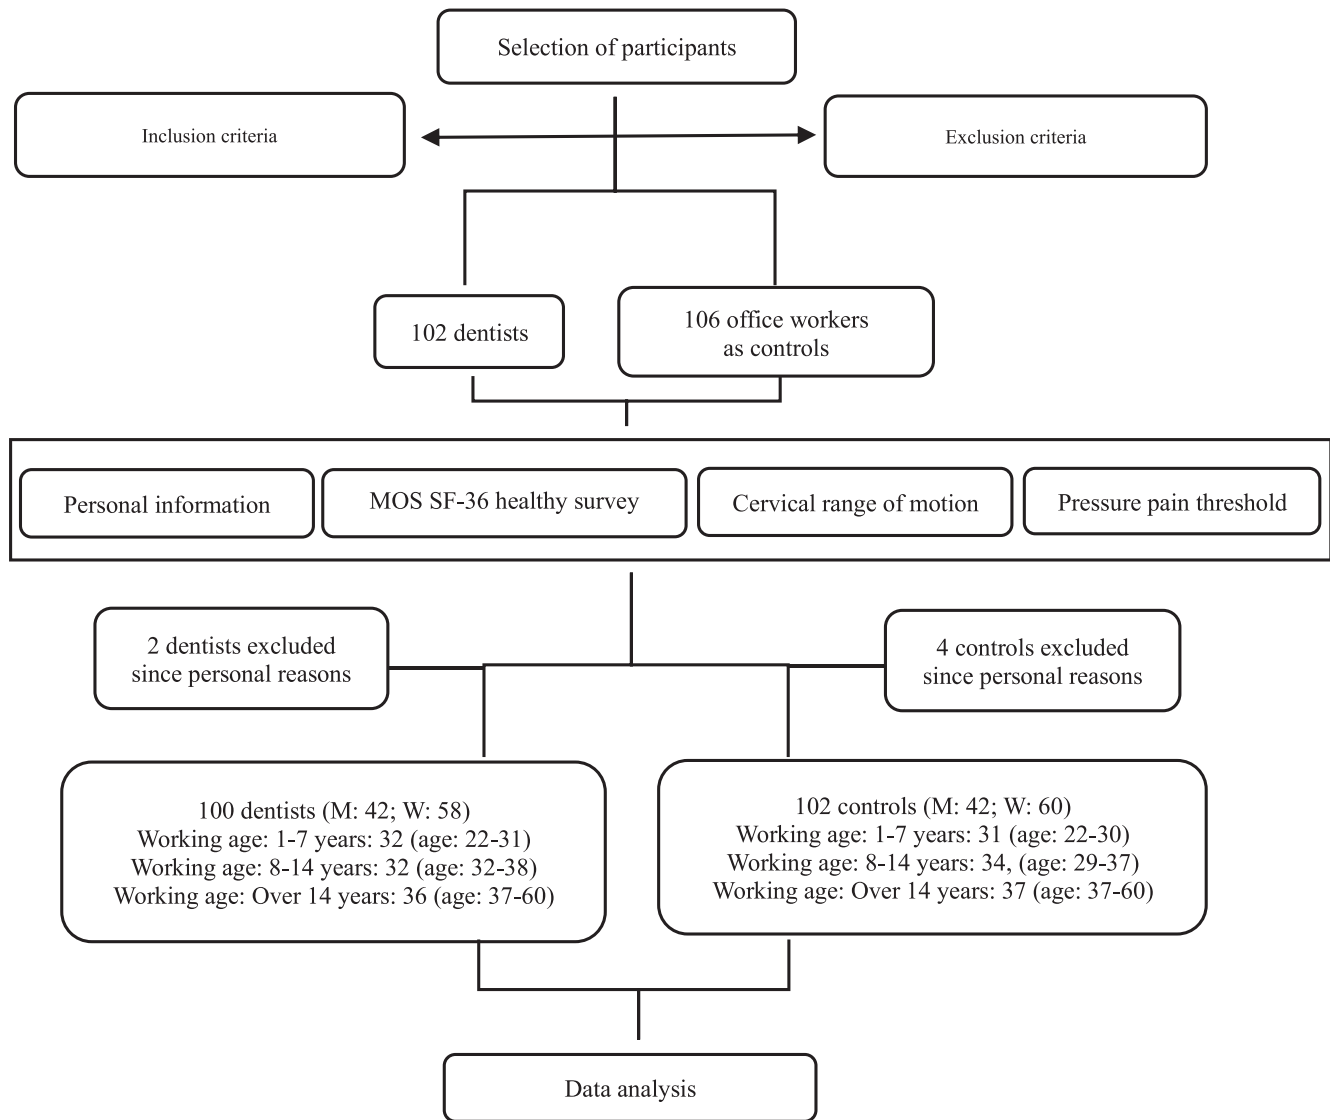 Selection of participants
Inclusion criteria
Exclusion criteria
102 dentists
106 office workers
as controls
Personal information
MOS SF-36 healthy survey
Cervical range of motion
Pressure pain threshold
2 dentists excluded
since personal reasons
4 controls excluded
since personal reasons
100 dentists (M: 42; W: 58)
Working age: 1-7 years: 32 (age: 22-31)
Working age: 8-14 years: 32 (age: 32-38)
Working age: Over 14 years: 36 (age: 37-60)
102 controls (M: 42; W: 60)
Working age: 1-7 years: 31 (age: 22-30)
Working age: 8-14 years: 34, (age: 29-37)
Working age: Over 14 years: 37 (age: 37-60)
Data analysis